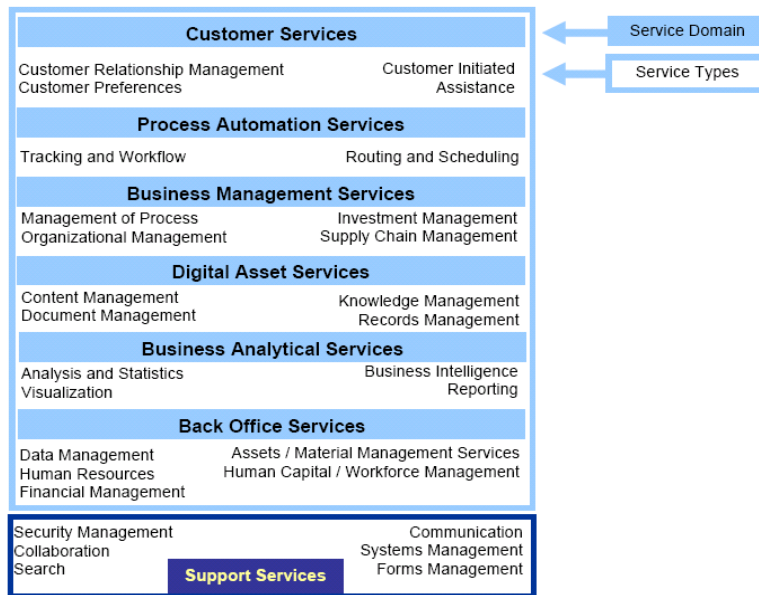 Customer Services
Service Domain
Customer Relationship Management
Customer Preferences
Customer Initiated
Assistance
Service Types
Process Automation Services
Tracking and Workflow
Routing and Scheduling
Business Management Services
Management of Process
Organizational Management
Investment Management
Supply Chain Management
Digital Asset Services
Content Management
Document Management
Knowledge Management
Records Management
Business Analytical Services
Analysis and Statistics
Visualization
Business Intelligence
Reporting
Back Office Services
Data Management
Human Resources
Financial Management
Assets / Material Management Services
Human Capital / Workforce Management
Security Management
Collaboration
Search
Communication
Systems Management
Forms Management
Support Services